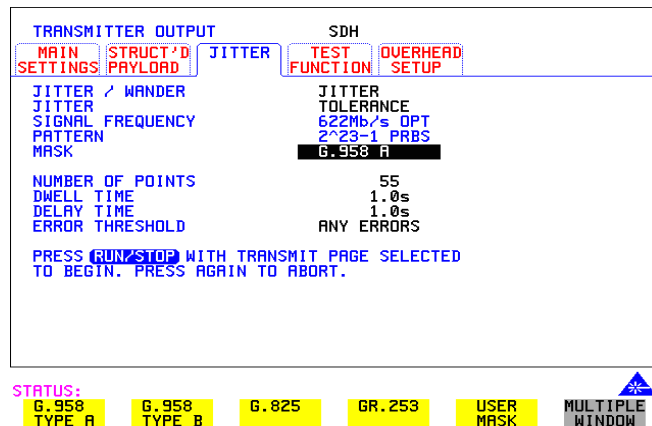 TRANSMITTER OUTPUT SDH
MAIN SETTINGS STRUCT'D PAYLOAD JITTER TEST FUNCTION OVERHEAD SETUP
JITTER / WANDER JITTER
JITTER TOLERANCE
SIGNAL FREQUENCY 622Mb/s OPT
PATTERN 2^23-1 PRBS
MASK G.958 A
NUMBER OF POINTS 55
DWELL TIME 1.0s
DELAY TIME 1.0s
ERROR THRESHOLD ANY ERRORS
PRESS RUN/STOP WITH TRANSMIT PAGE SELECTED
TO BEGIN. PRESS AGAIN TO ABORT.
STATUS:
G.958 TYPE A G.958 TYPE B G.825 GR.253 USER MASK MULTIPLE WINDOW